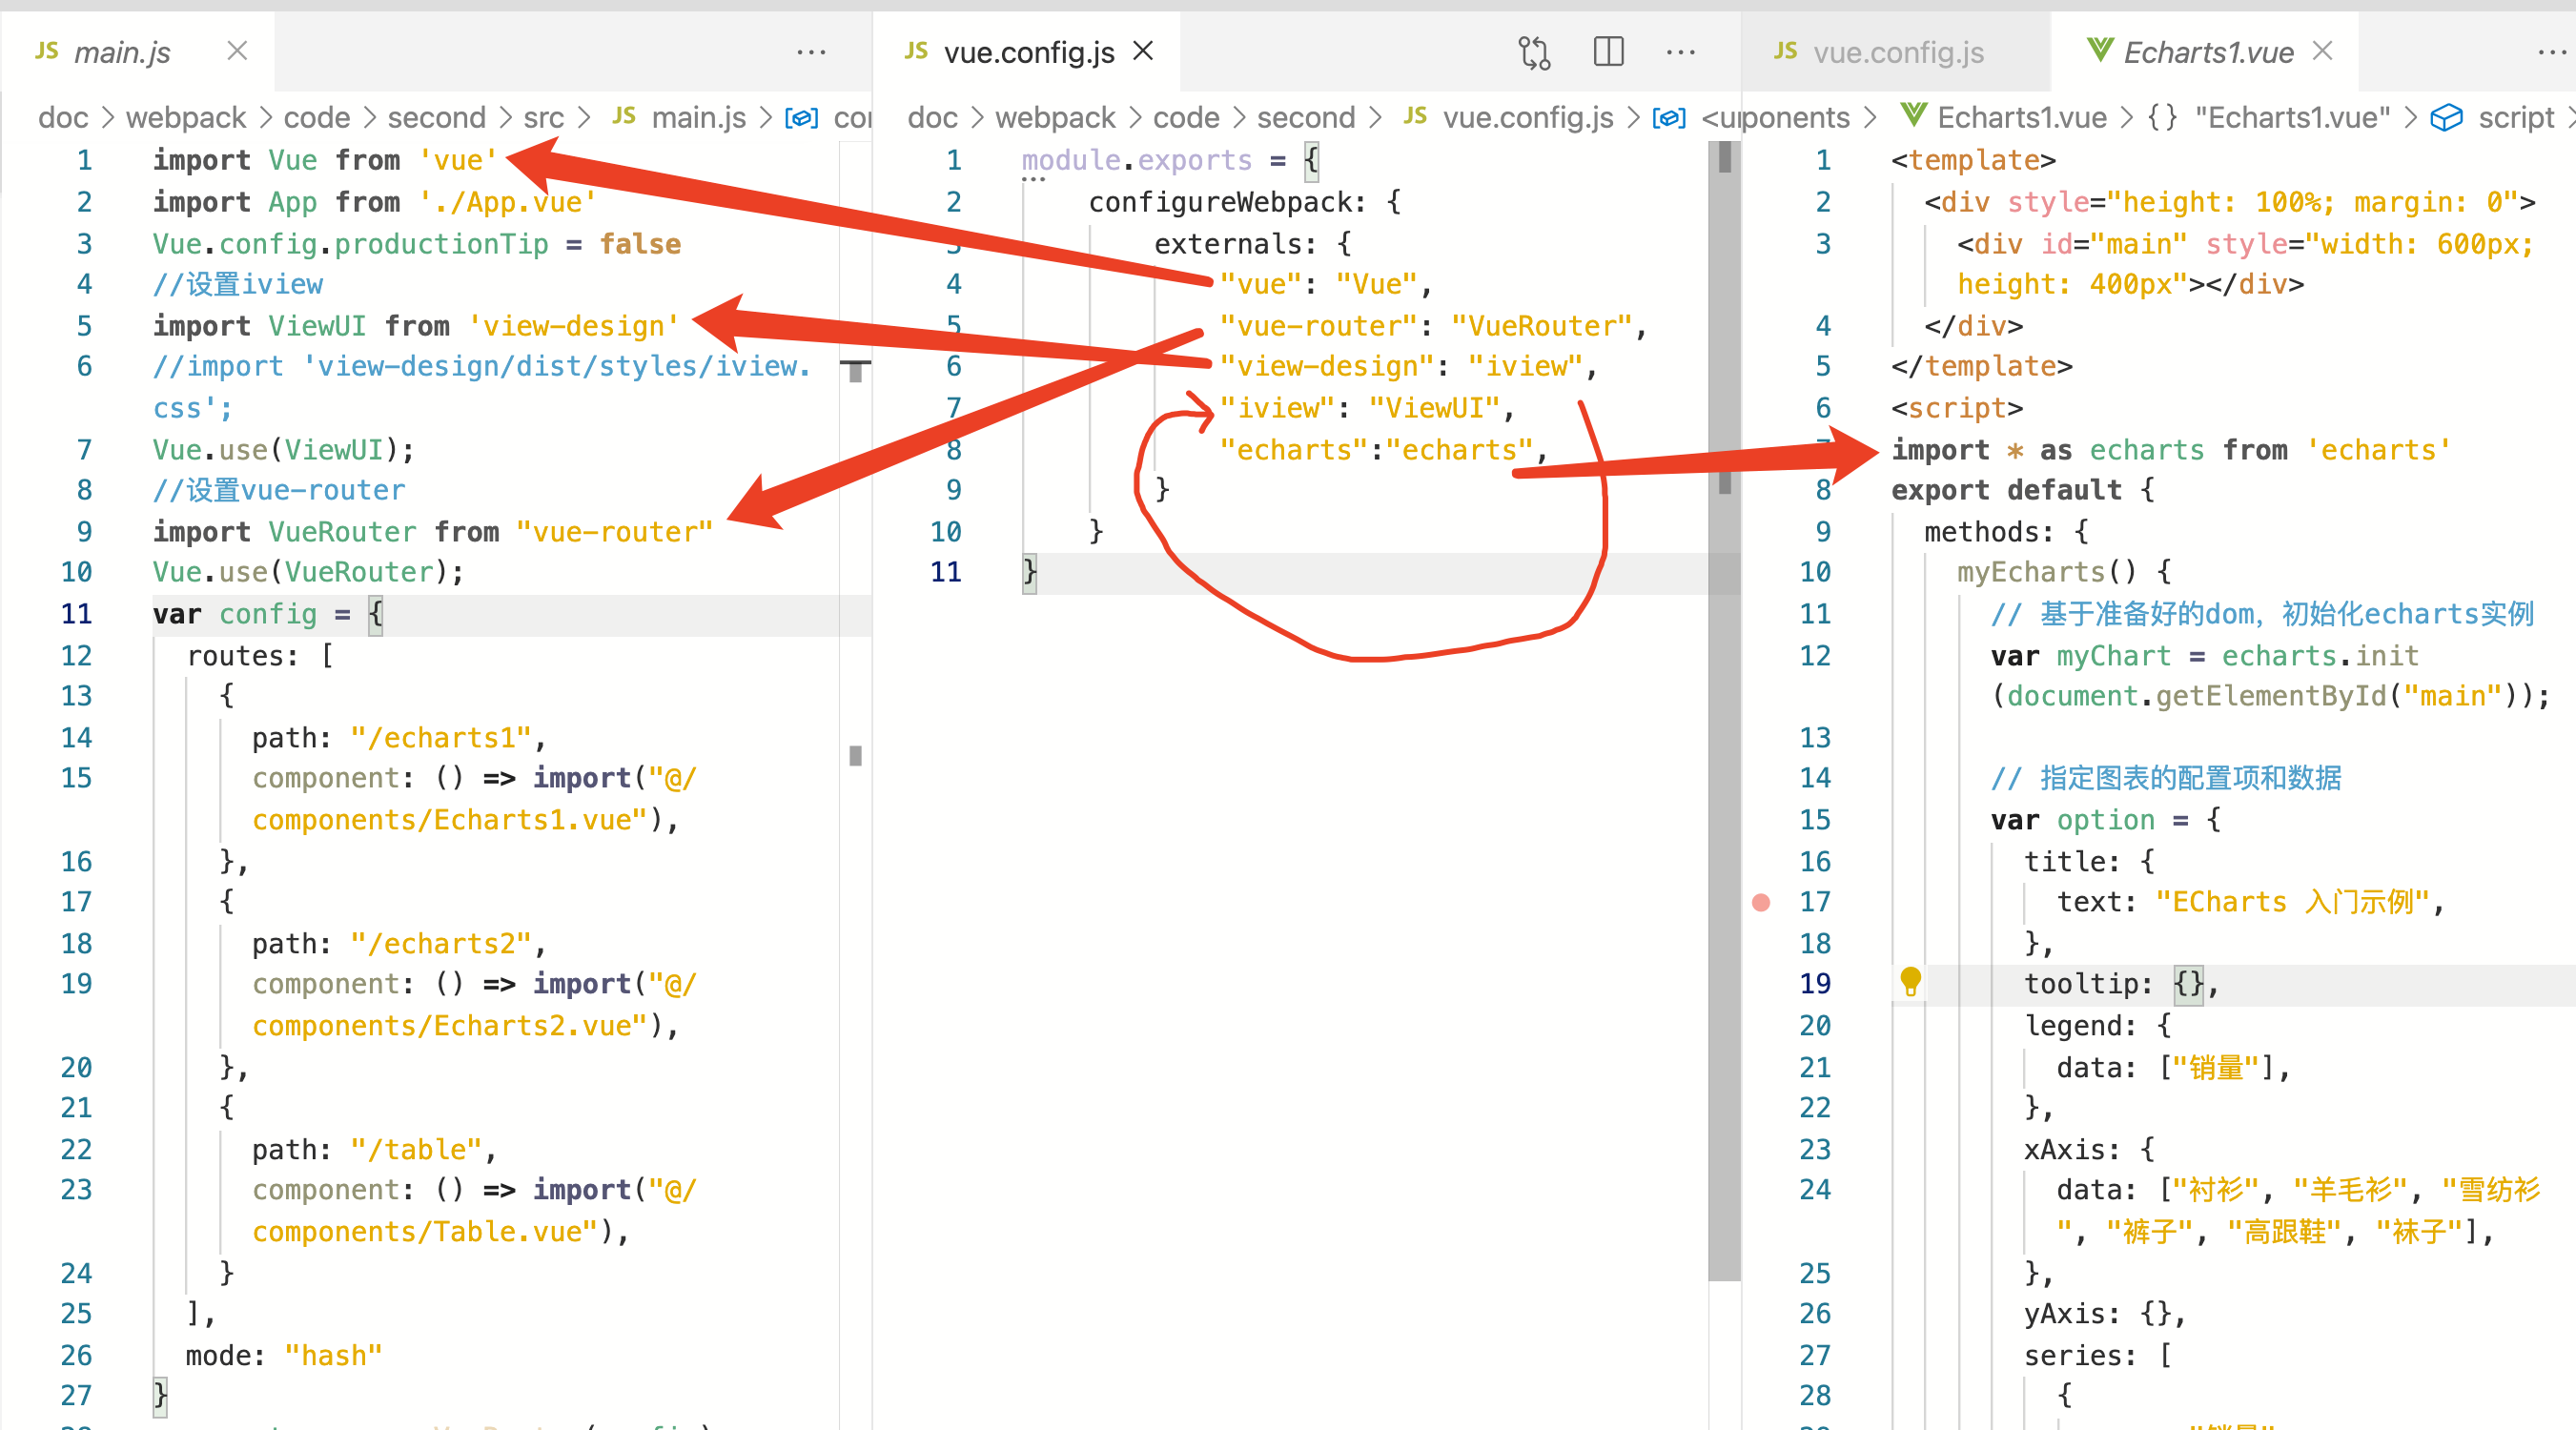 JS main.js
doc > webpack > code > second > src > JS main.js >
1 import Vue from 'vue'
2 import App from './App.vue'
3 Vue.config.productionTip = false
4 //设置iview
5 import ViewUI from 'view-design'
6 //import 'view-design/dist/styles/iview.
css';
7 Vue.use(ViewUI);
8 //设置vue-router
9 import VueRouter from "vue-router"
10 Vue.use(VueRouter);
11 var config = {
12 routes: [
13 {
14 path: "/echarts1",
15 component: () => import("@/
components/Echarts1.vue"),
16 },
17 {
18 path: "/echarts2",
19 component: () => import("@/
components/Echarts2.vue"),
20 },
21 {
22 path: "/table",
23 component: () => import("@/
components/Table.vue"),
24 }
25 ],
26 mode: "hash"
27 }
JS vue.config.js
doc > webpack > code > second > JS vue.config.js >
1 module.exports = {
2 configureWebpack: {
3 externals: {
4 "vue": "Vue",
5 "vue-router": "VueRouter",
6 "view-design": "iview",
7 "iview": "ViewUI",
8 "echarts":"echarts",
9 }
10 }
11 }
JS vue.config.js
Echarts1.vue
ponents > Echarts1.vue > {} "Echarts1.vue" > script >
1 <template>
2 <div style="height: 100%; margin: 0">
3 <div id="main" style="width: 600px;
height: 400px"></div>
4 </div>
5 </template>
6 <script>
7 import * as echarts from 'echarts'
8 export default {
9 methods: {
10 myEcharts() {
11 // 基于准备好的dom，初始化echarts实例
12 var myChart = echarts.init
(document.getElementById("main"));
13
14 // 指定图表的配置项和数据
15 var option = {
16 title: {
17 text: "ECharts 入门示例",
18 },
19 tooltip: {},
20 legend: {
21 data: ["销量"],
22 },
23 xAxis: {
24 data: ["衬衫", "羊毛衫", "雪纺衫
", "裤子", "高跟鞋", "袜子"],
25 },
26 yAxis: {},
27 series: [
28 {